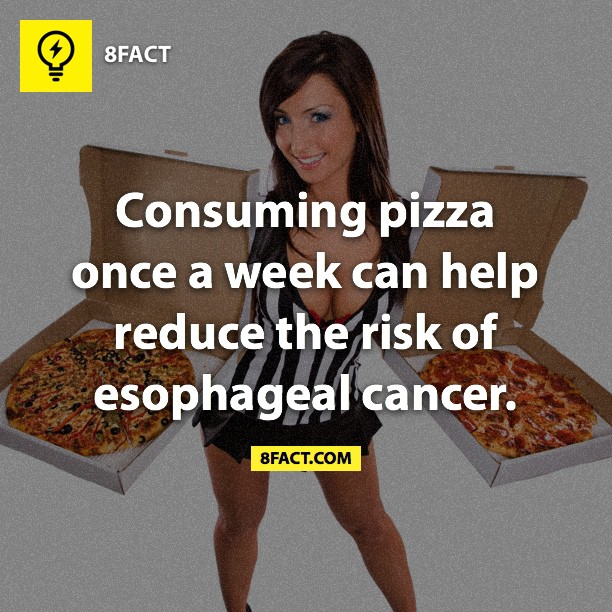 8FACT
Consuming pizza
once a week can help
reduce the risk of
esophageal cancer.
8FACT.COM